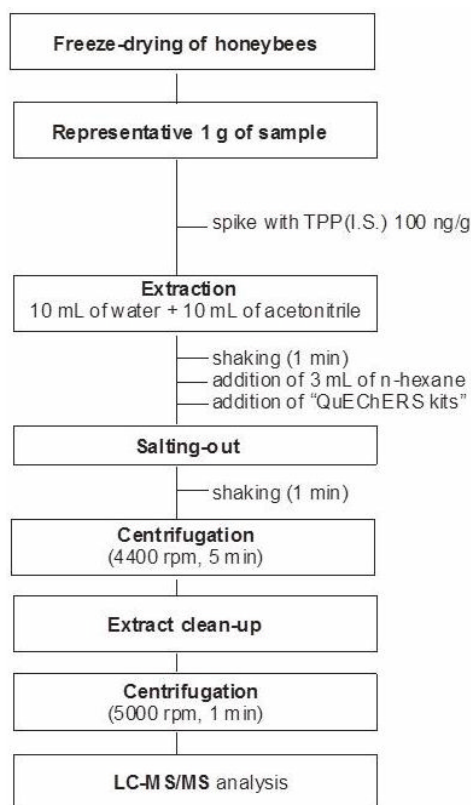 Freeze-drying of honeybees
Representative 1 g of sample
spike with TPP(I.S.) 100 ng/g
Extraction
10 mL of water + 10 mL of acetonitrile
shaking (1 min)
addition of 3 mL of n-hexane
addition of “QuEChERS kits”
Salting-out
shaking (1 min)
Centrifugation
(4400 rpm, 5 min)
Extract clean-up
Centrifugation
(5000 rpm, 1 min)
LC-MS/MS analysis